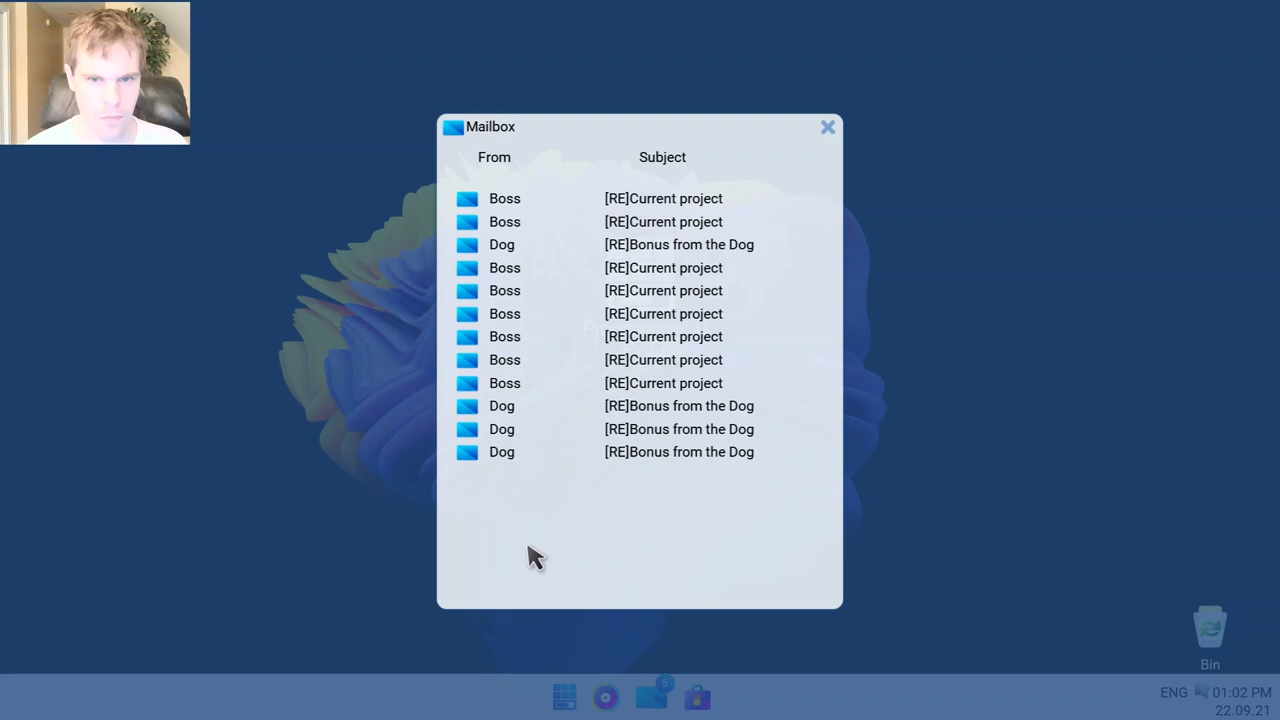 Mailbox
From Subject
Boss [RE]Current project
Boss [RE]Current project
Dog [RE]Bonus from the Dog
Boss [RE]Current project
Boss [RE]Current project
Boss [RE]Current project
Boss [RE]Current project
Boss [RE]Current project
Boss [RE]Current project
Dog [RE]Bonus from the Dog
Dog [RE]Bonus from the Dog
Dog [RE]Bonus from the Dog
Bin
5
ENG 01:02 PM
22.09.21